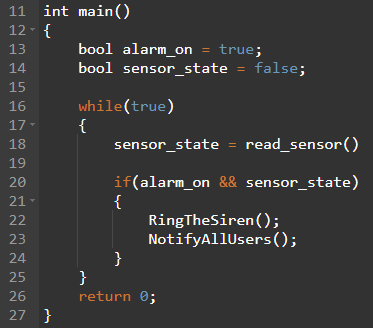 11 int main()
12 {
13     bool alarm_on = true;
14     bool sensor_state = false;
15
16     while(true)
17     {
18         sensor_state = read_sensor()
19
20         if(alarm_on && sensor_state)
21         {
22             RingTheSiren();
23             NotifyAllUsers();
24         }
25     }
26     return 0;
27 }